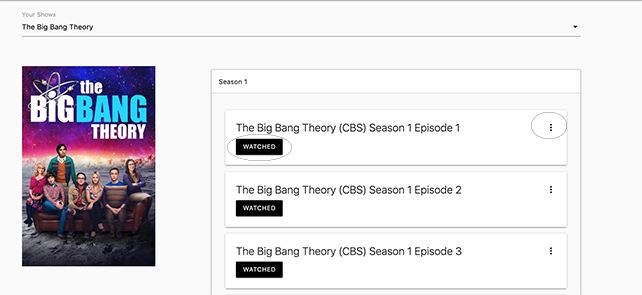 Your Shows
The Big Bang Theory
the
BIG BANG
THEORY
Season 1
The Big Bang Theory (CBS) Season 1 Episode 1
WATCHED
The Big Bang Theory (CBS) Season 1 Episode 2
WATCHED
The Big Bang Theory (CBS) Season 1 Episode 3
WATCHED